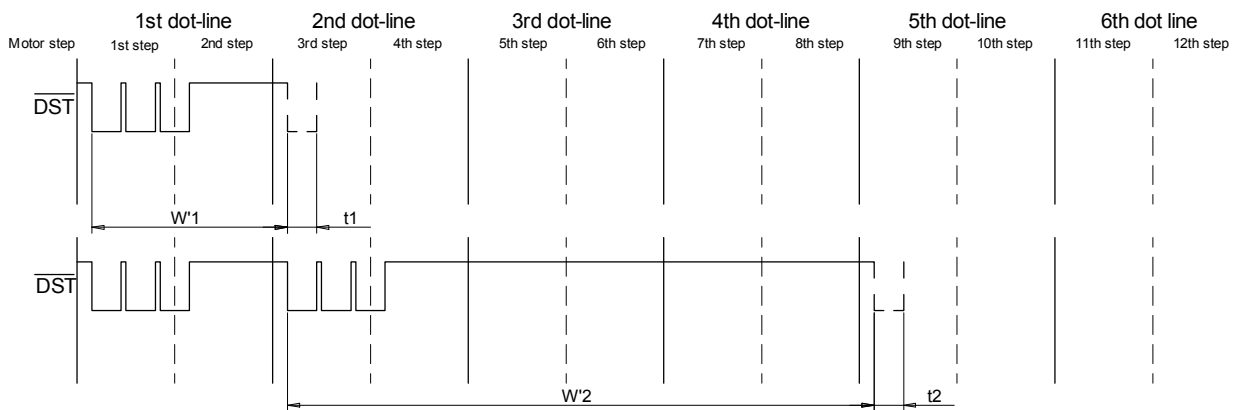 1st dot-line 2nd dot-line 3rd dot-line 4th dot-line 5th dot-line 6th dot line
Motor step 1st step 2nd step 3rd step 4th step 5th step 6th step 7th step 8th step 9th step 10th step 11th step 12th step
DST
W'1 t1
DST
W'2 t2